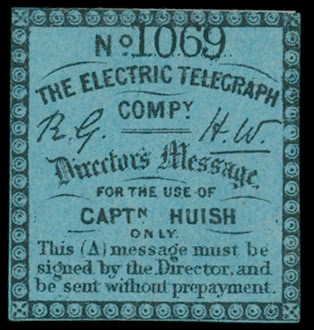 No 1069
THE ELECTRIC TELEGRAPH
COMPY.
R.G. H.W.
Director's Message,
FOR THE USE OF
CAPTN HUISH
ONLY.
This (A) message must be
signed by the Director, and
be sent without prepayment.